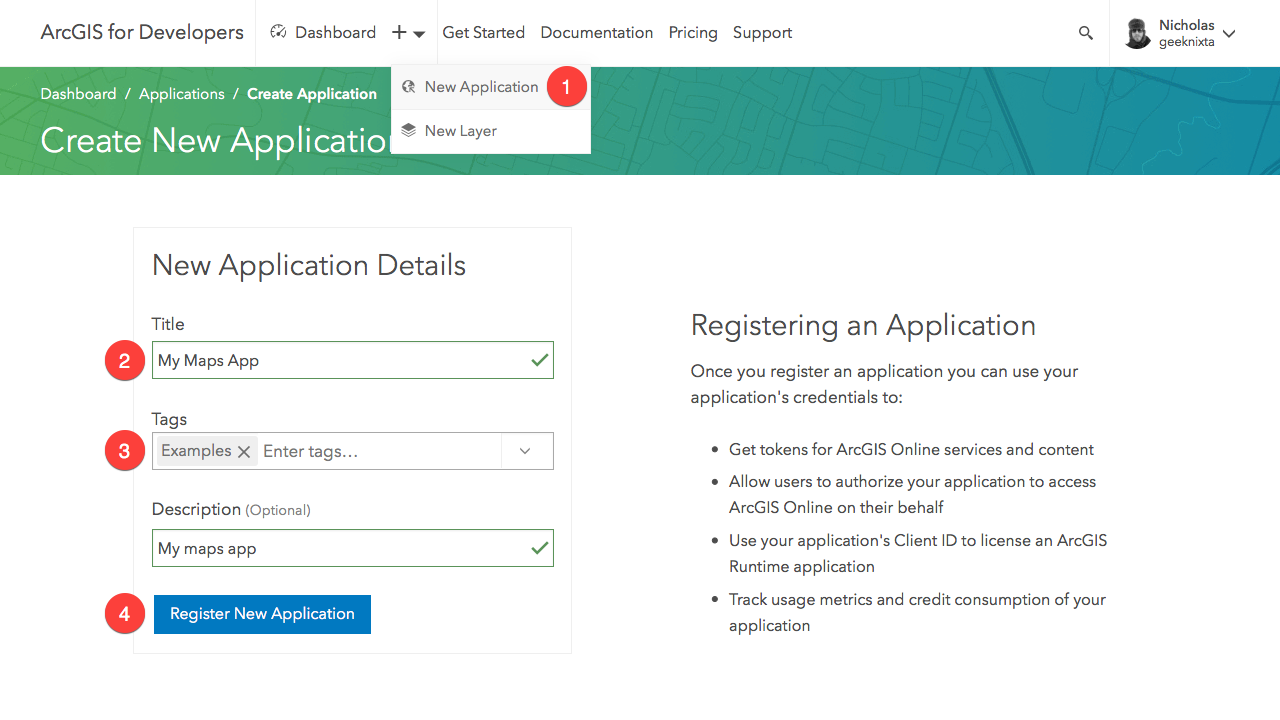 ArcGIS for Developers Dashboard Get Started Documentation Pricing Support Nicholas
geeknixta
New Application 1
New Layer
Dashboard / Applications / Create Application
Create New Application
New Application Details
Title
2 My Maps App
Tags
3 Examples Enter tags...
Description (Optional)
My maps app
4 Register New Application
Registering an Application
Once you register an application you can use your
application's credentials to:
• Get tokens for ArcGIS Online services and content
• Allow users to authorize your application to access
ArcGIS Online on their behalf
• Use your application's Client ID to license an ArcGIS
Runtime application
• Track usage metrics and credit consumption of your
application